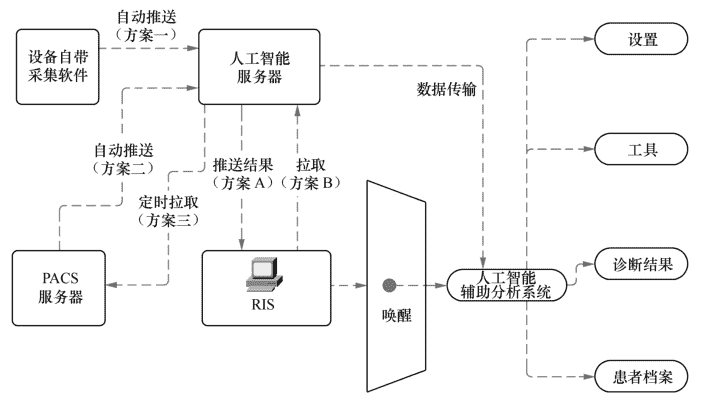 自动推送
（方案一）
设备自带
采集软件
人工智能
服务器
设置
数据传输
自动推送
（方案二）
推送结果
（方案 A）
拉取
（方案 B）
工具
定时拉取
（方案三）
PACS
服务器
RIS
唤醒
人工智能
辅助分析系统
诊断结果
患者档案